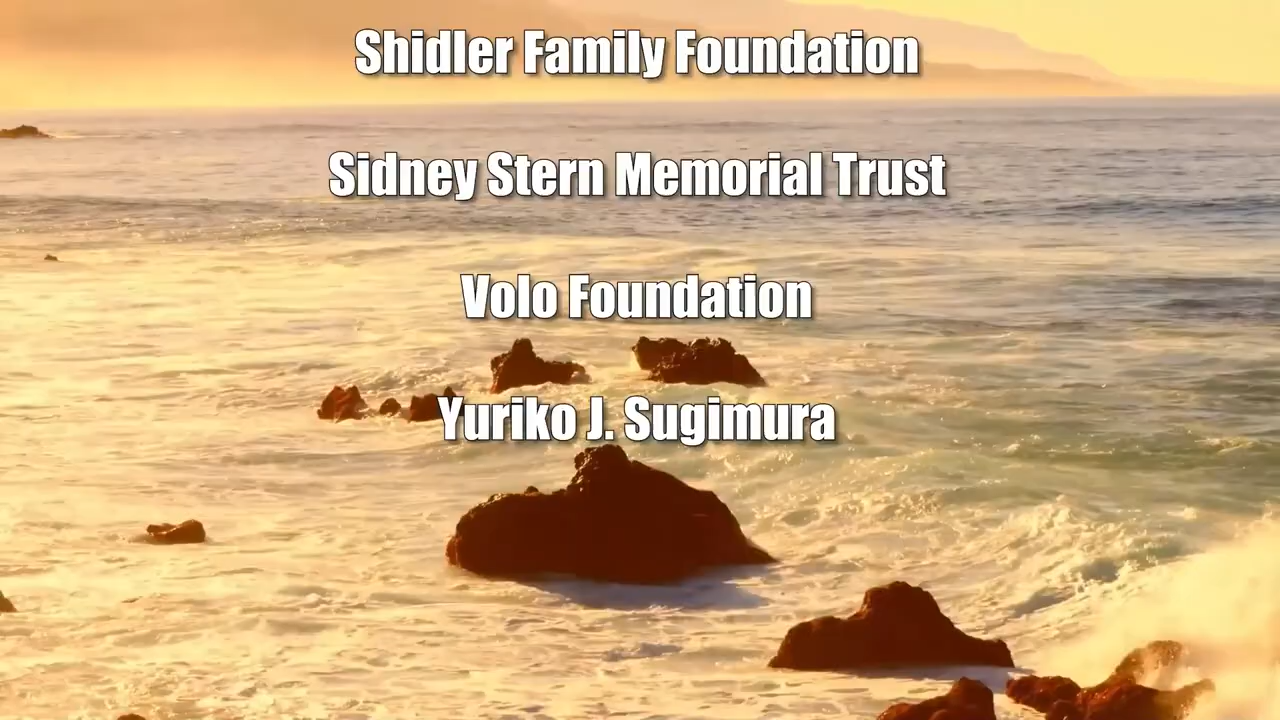 Shidler Family Foundation
Sidney Stern Memorial Trust
Volo Foundation
Yuriko J. Sugimura